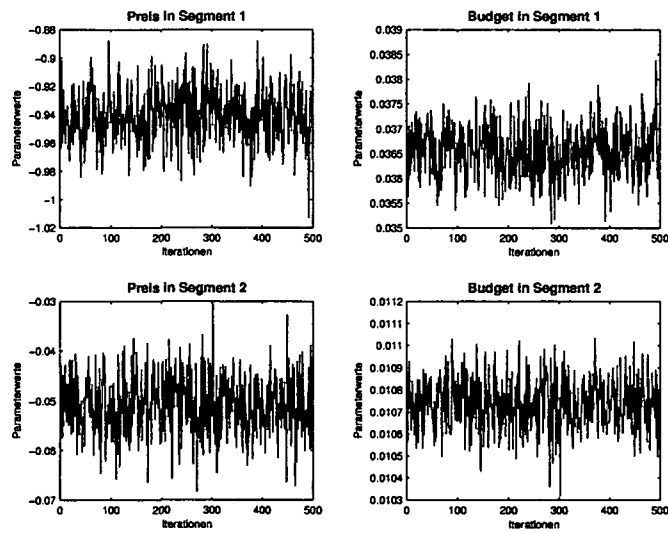 Preis in Segment 1
Parameterwerte
-0.88
-0.9
-0.92
-0.94
-0.96
-0.98
-1
-1.02
0 100 200 300 400 500
Iterationen
Budget in Segment 1
Parameterwerte
0.039
0.0385
0.038
0.0375
0.037
0.0365
0.036
0.0355
0.035
0 100 200 300 400 500
Iterationen
Preis in Segment 2
Parameterwerte
-0.03
-0.04
-0.05
-0.06
-0.07
0 100 200 300 400 500
Iterationen
Budget in Segment 2
Parameterwerte
0.0112
0.0111
0.011
0.0109
0.0108
0.0107
0.0106
0.0105
0.0104
0.0103
0 100 200 300 400 500
Iterationen